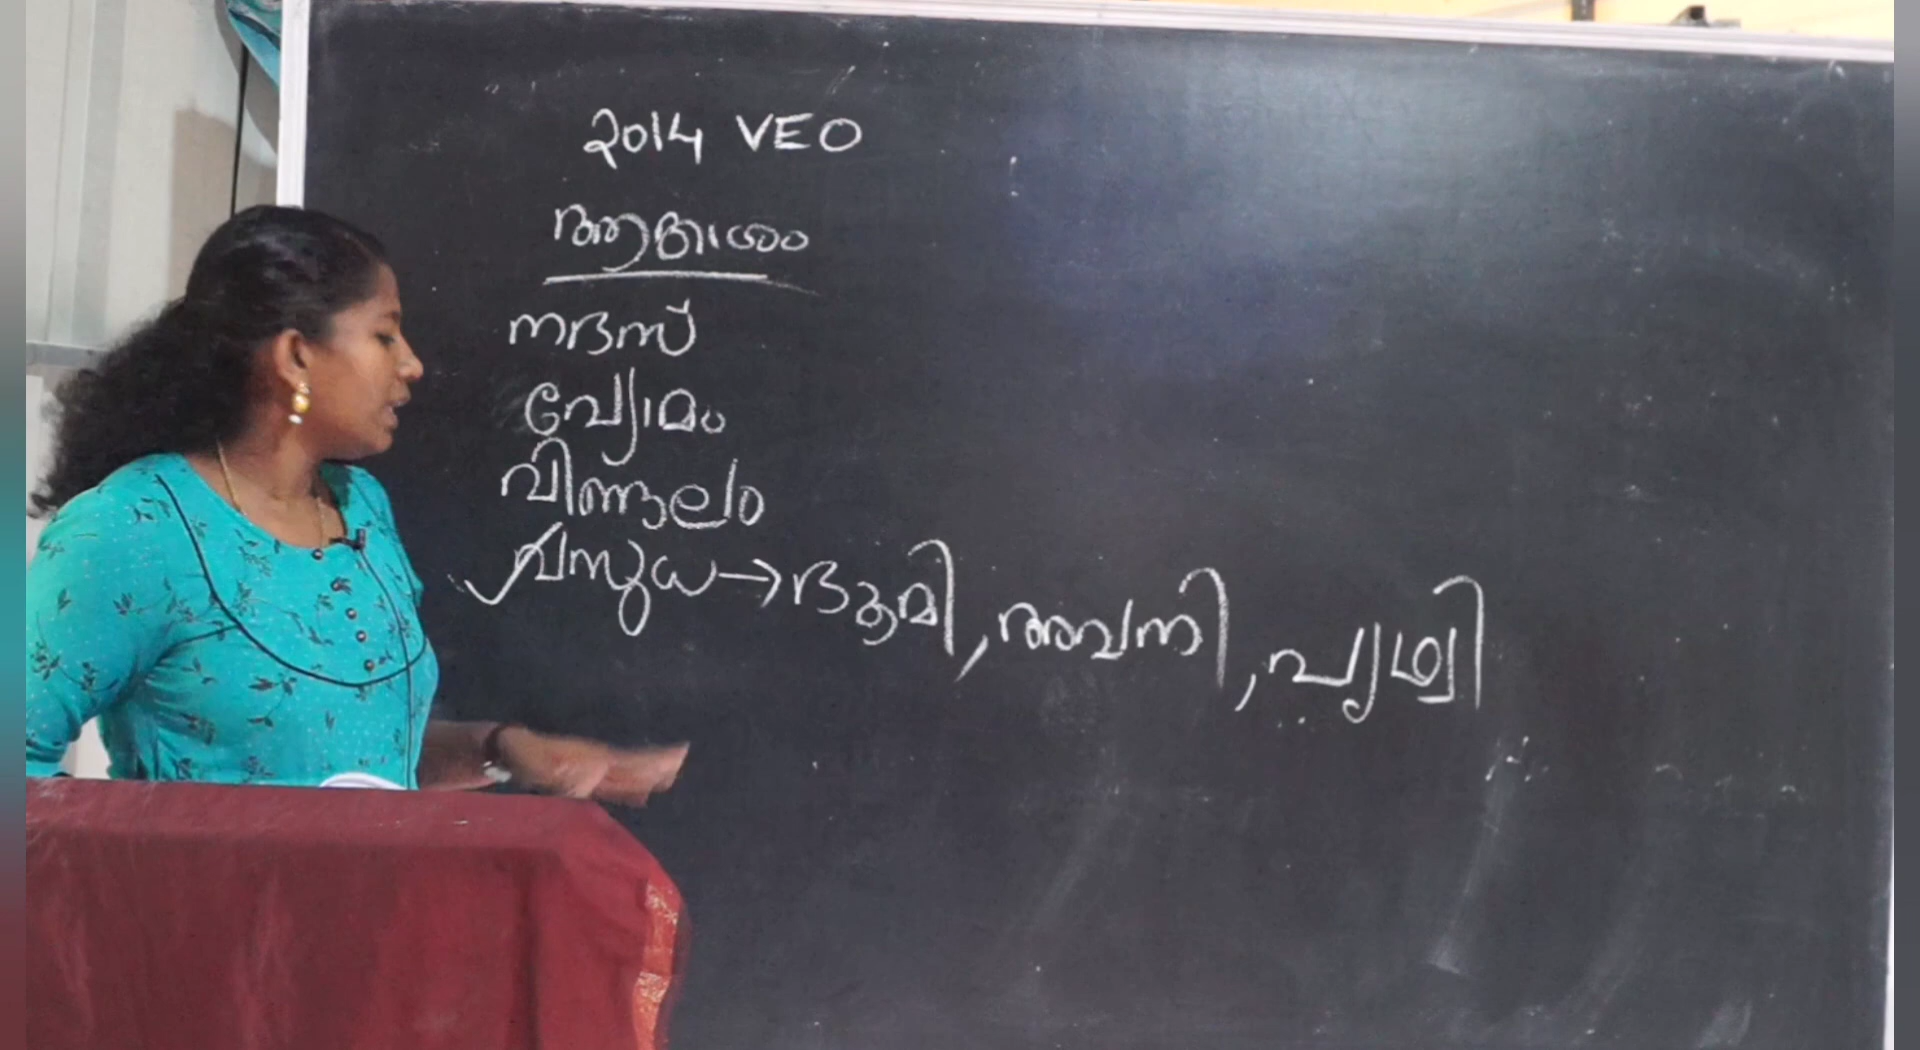 2014 VEO
ആകാശം
നഭസ്
വ്യോമം
വിണ്ടലം
വസുധ → ഭൂമി, അവനി, പൃഥ്വി